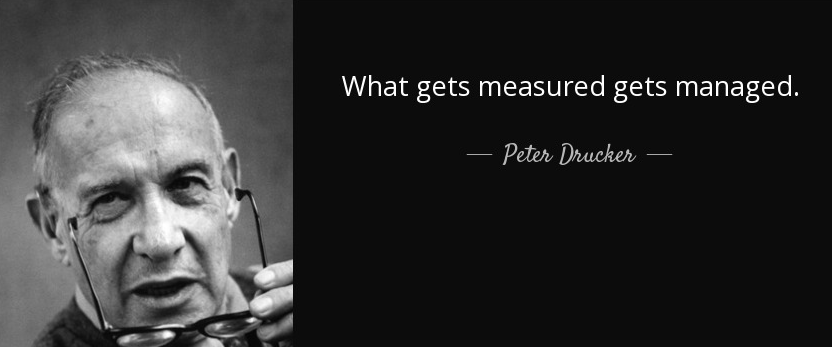 What gets measured gets managed.
— Peter Drucker —